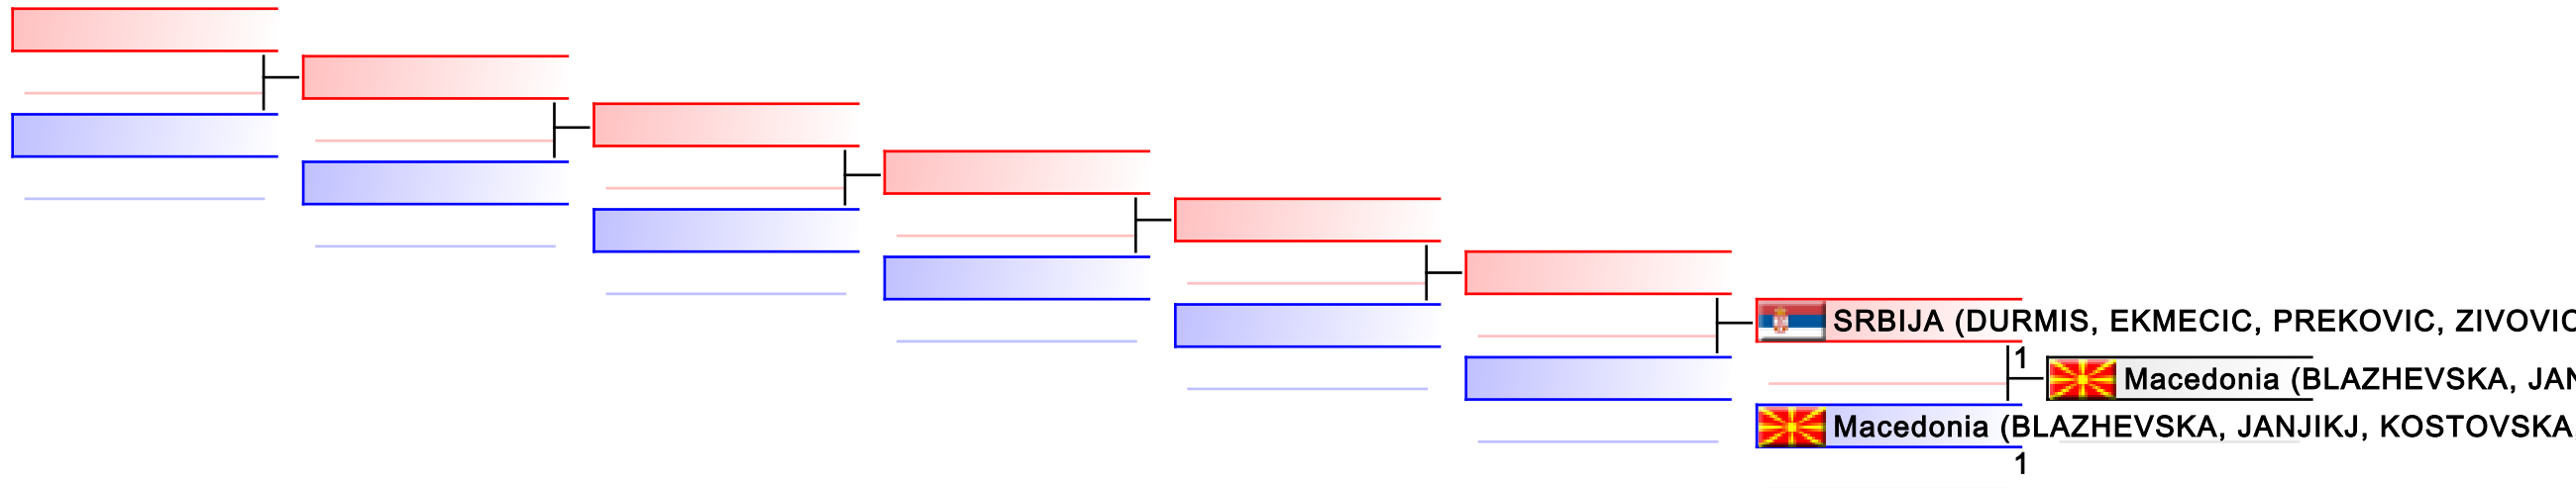 SRBIJA (DURMIS, EKMECIC, PREKOVIC, ZIVOVIC
1
Macedonia (BLAZHEVSKA, JAN
Macedonia (BLAZHEVSKA, JANJIKJ, KOSTOVSKA
1